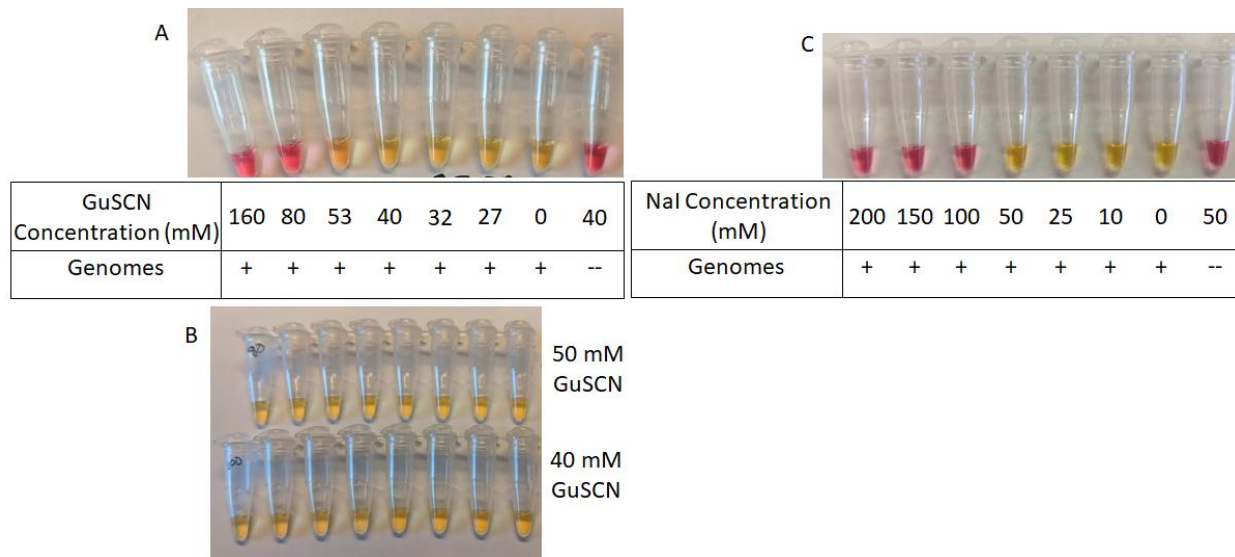 A
GuSCN
Concentration (mM)
160 80 53 40 32 27 0 40
Genomes + + + + + + + --
B
50 mM
GuSCN
40 mM
GuSCN
C
NaI Concentration
(mM)
200 150 100 50 25 10 0 50
Genomes + + + + + + + --